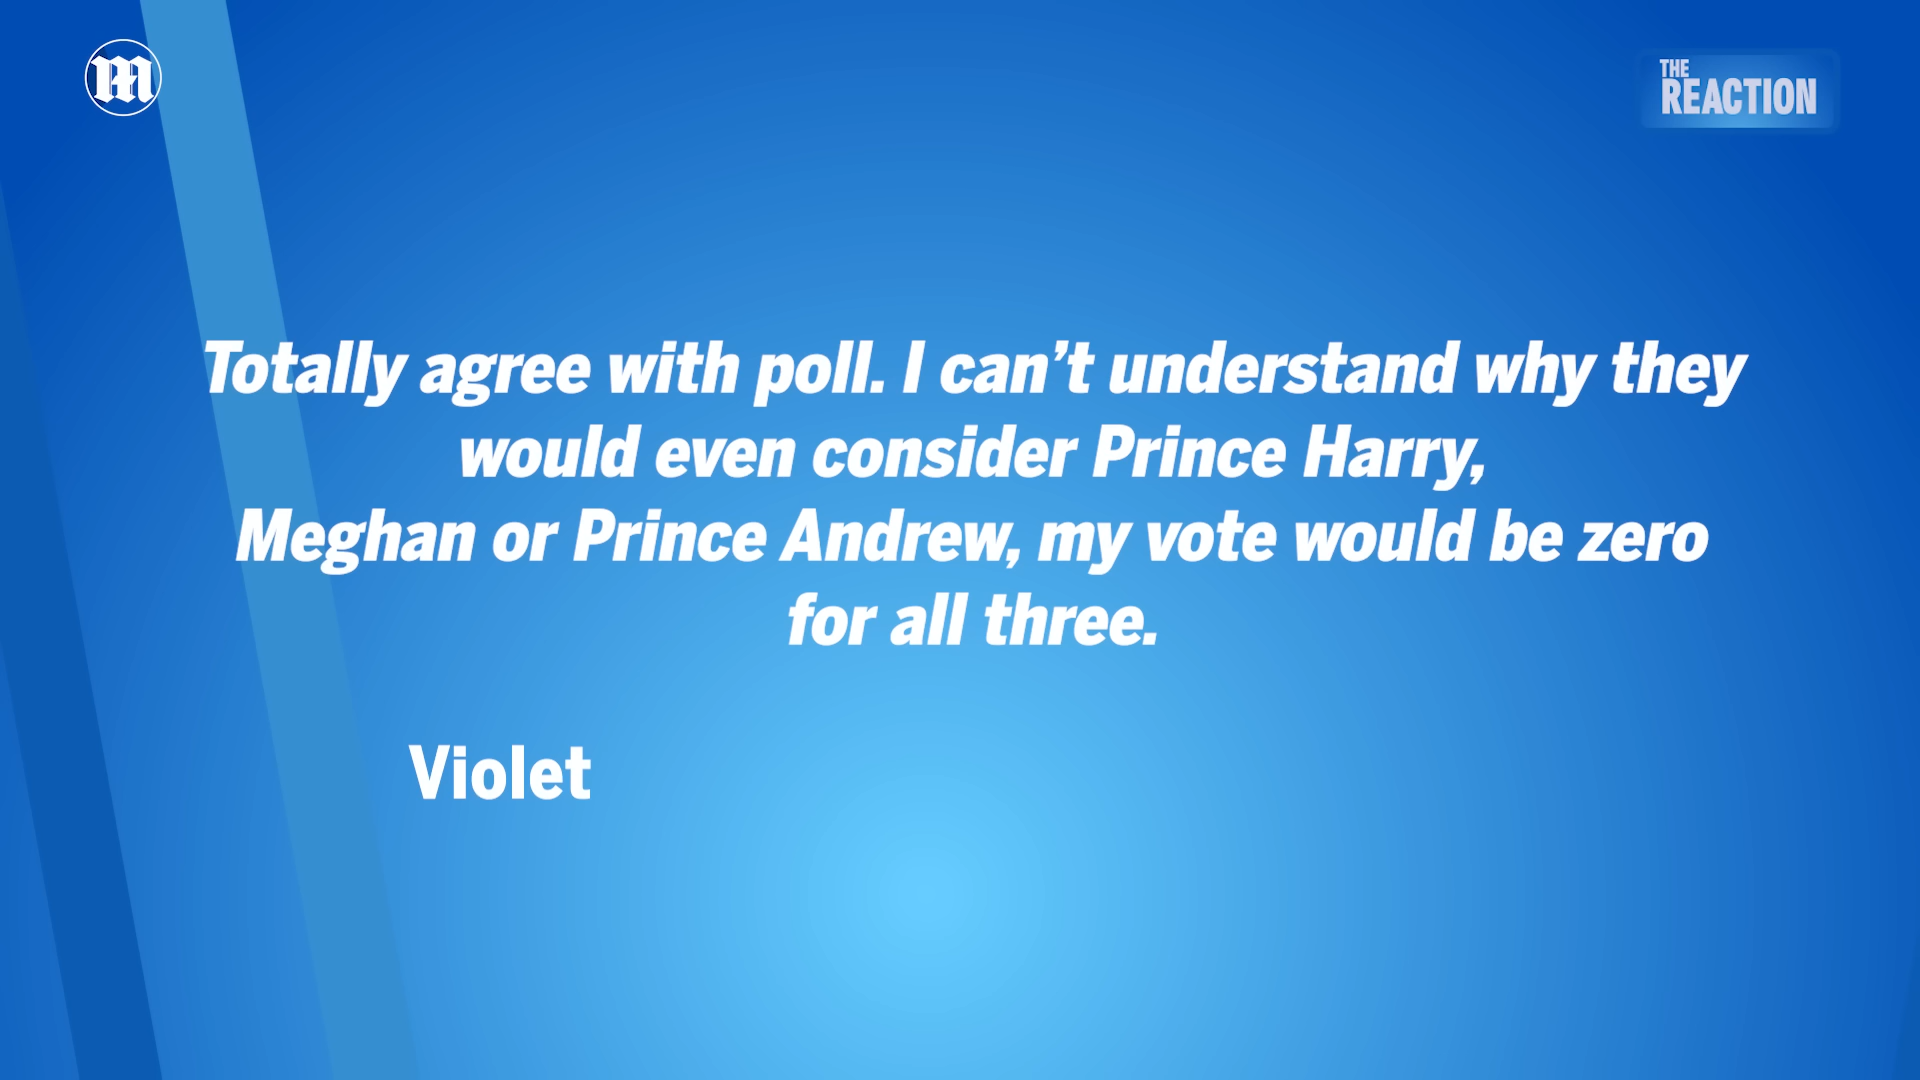 M
THE
REACTION
Totally agree with poll. I can’t understand why they
would even consider Prince Harry,
Meghan or Prince Andrew, my vote would be zero
for all three.
Violet